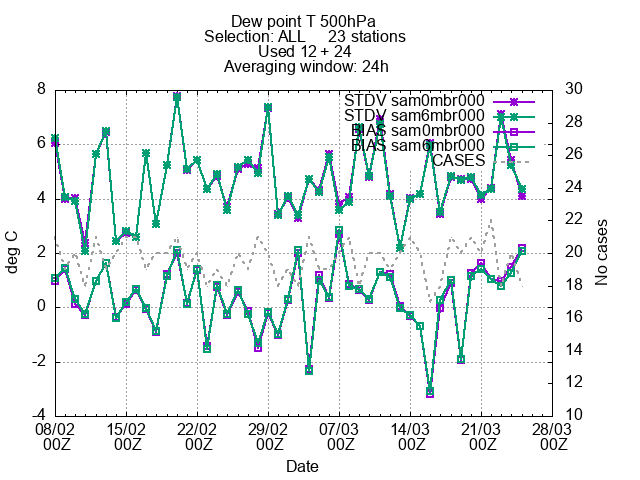 Dew point T 500hPa
Selection: ALL 23 stations
Used 12 + 24
Averaging window: 24h
STDV sam0mbr000
STDV sam6mbr000
BIAS sam0mbr000
BIAS sam6mbr000
CASES
deg C
8
6
4
2
0
-2
-4
No cases
30
28
26
24
22
20
18
16
14
12
10
08/02 15/02 22/02 29/02 07/03 14/03 21/03 28/03
00Z 00Z 00Z 00Z 00Z 00Z 00Z 00Z
Date